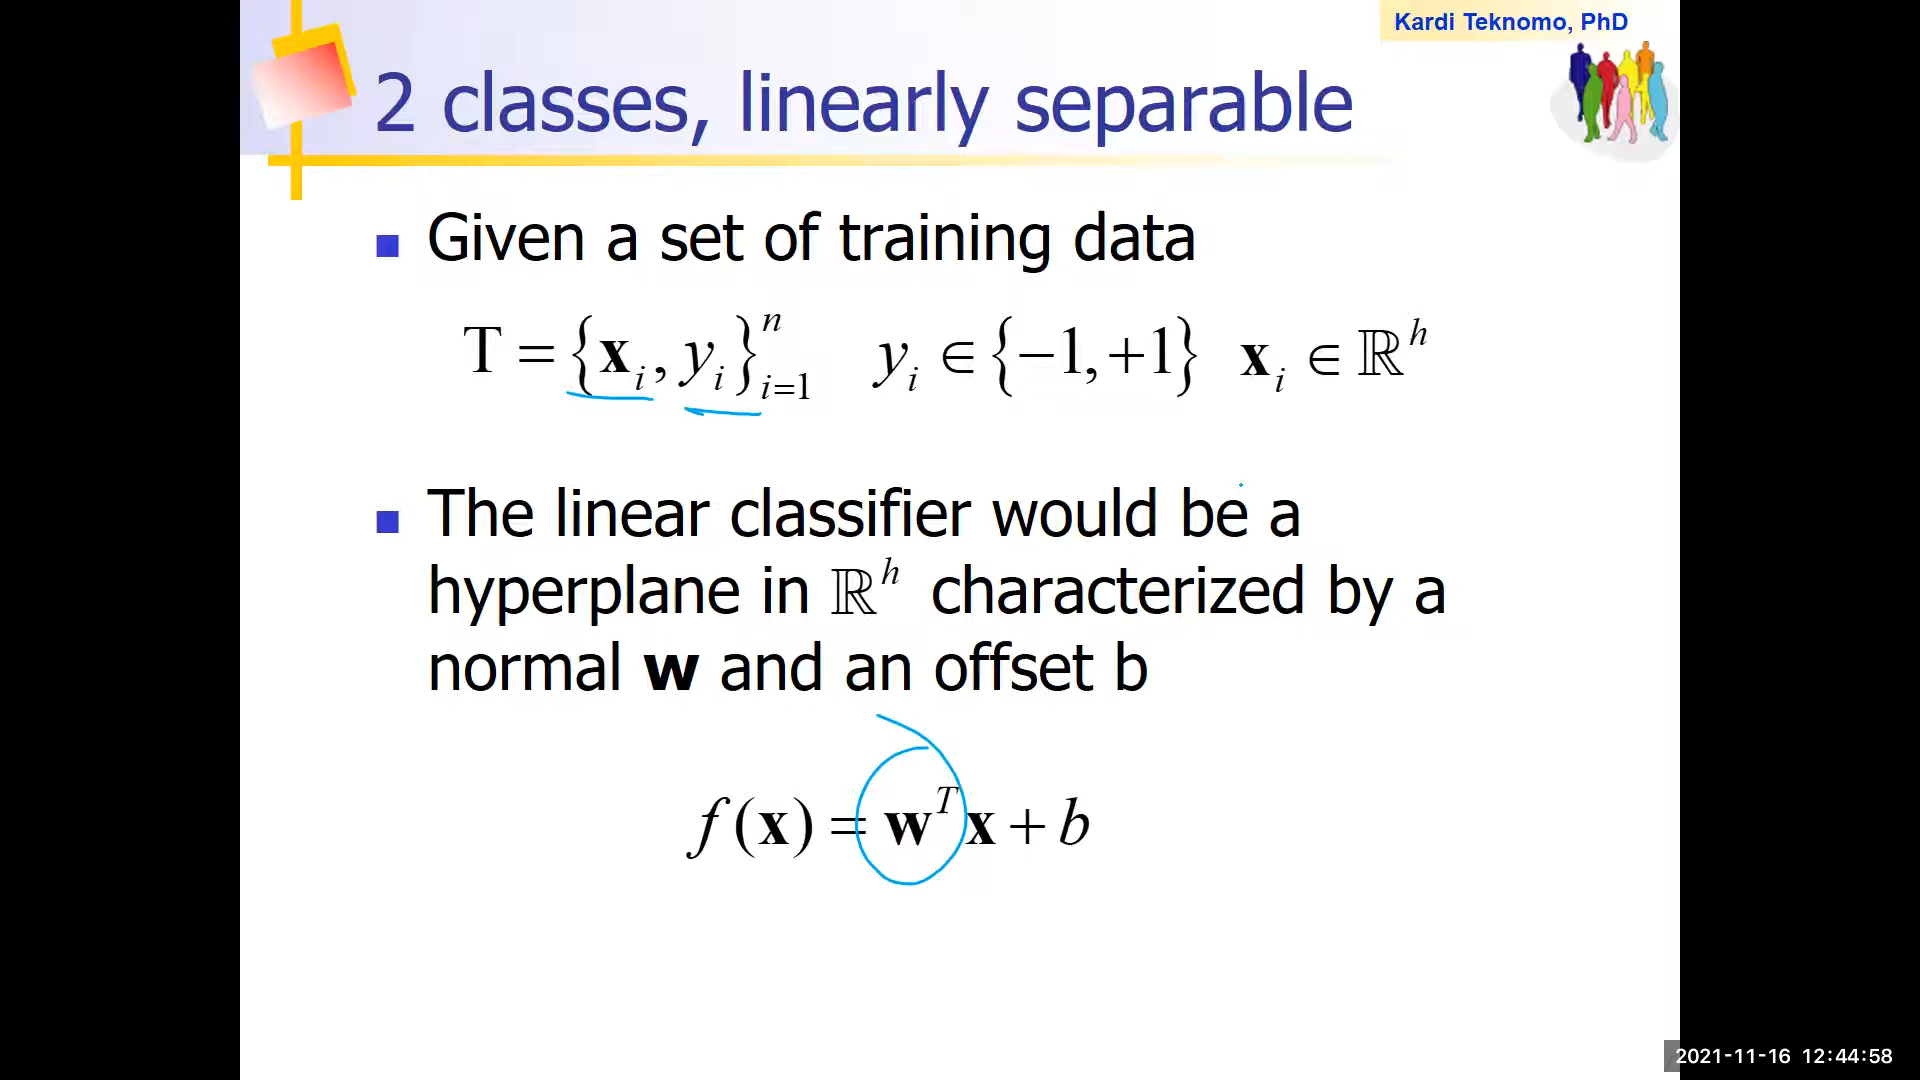 Kardi Teknomo, PhD
2 classes, linearly separable
Given a set of training data
T = {x_i, y_i}_{i=1}^n   y_i ∈ {−1, +1}   x_i ∈ ℝ^h
The linear classifier would be a
hyperplane in ℝ^h characterized by a
normal w and an offset b
f(x) = w^T x + b
2021-11-16 12:44:58